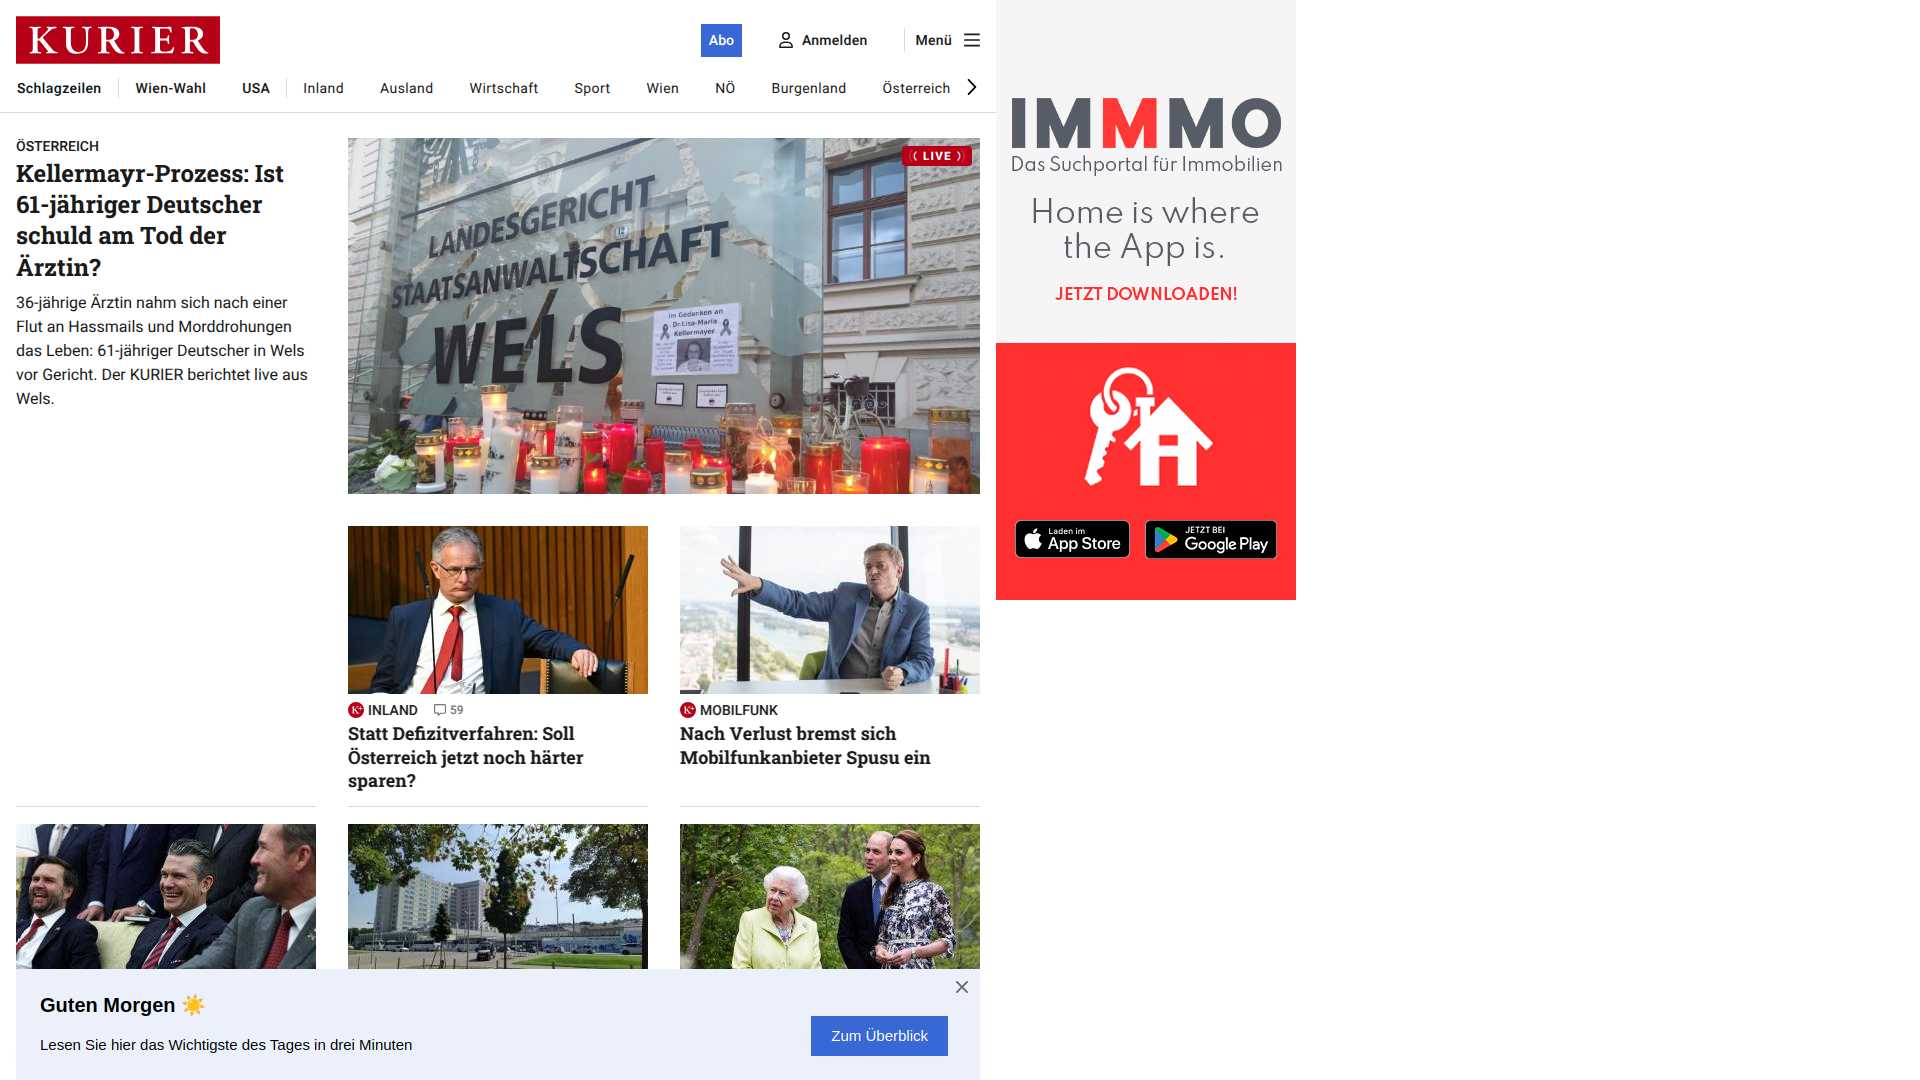 KURIER
Abo
Anmelden
Menü
Schlagzeilen
Wien-Wahl
USA
Inland
Ausland
Wirtschaft
Sport
Wien
NÖ
Burgenland
Österreich
ÖSTERREICH
Kellermayr-Prozess: Ist
61-jähriger Deutscher
schuld am Tod der
Ärztin?
36-jährige Ärztin nahm sich nach einer
Flut an Hassmails und Morddrohungen
das Leben: 61-jähriger Deutscher in Wels
vor Gericht. Der KURIER berichtet live aus
Wels.
LIVE
LANDESGERICHT
STAATSANWALTSCHAFT
WELS
Im Gedenken an
Dr. Lisa-Maria
Kellermayer
K+ INLAND
59
Statt Defizitverfahren: Soll
Österreich jetzt noch härter
sparen?
K+ MOBILFUNK
Nach Verlust bremst sich
Mobilfunkanbieter Spusu ein
IMMMO
Das Suchportal für Immobilien
Home is where
the App is.
JETZT DOWNLOADEN!
Laden im
App Store
JETZT BEI
Google Play
Guten Morgen ☀️
Lesen Sie hier das Wichtigste des Tages in drei Minuten
Zum Überblick